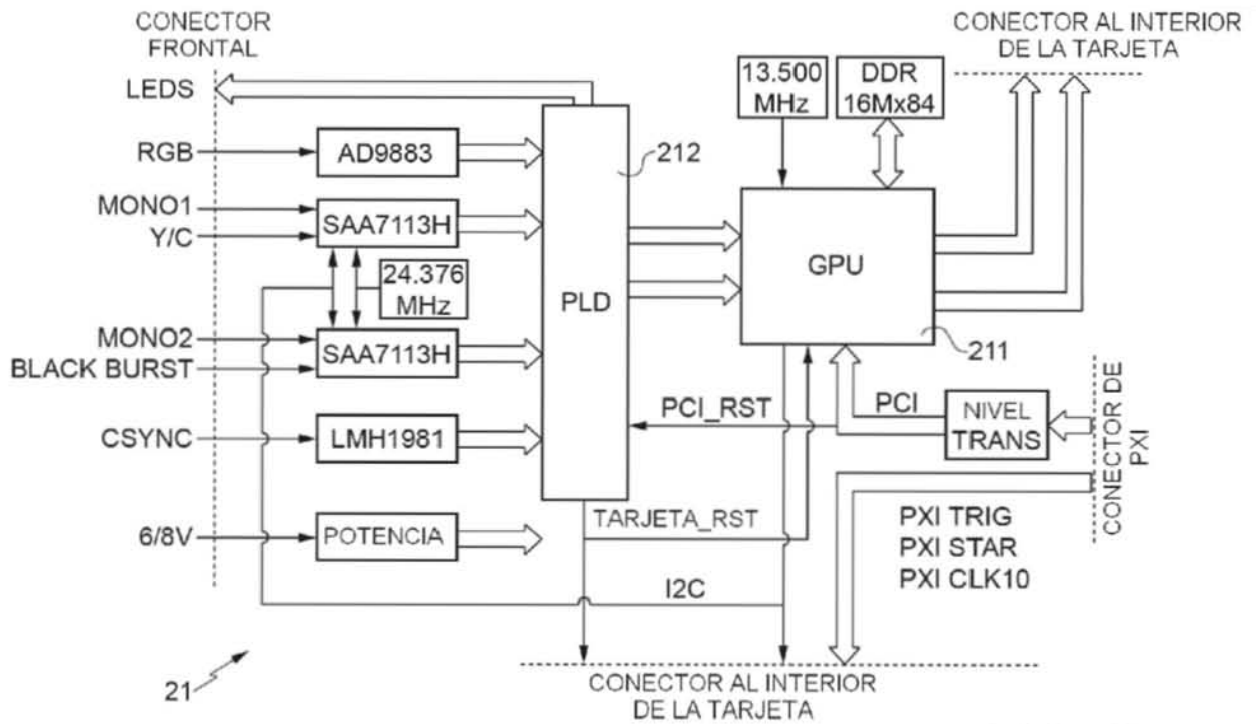 CONECTOR
FRONTAL
CONECTOR AL INTERIOR
DE LA TARJETA
LEDS
13.500
MHz
DDR
16Mx84
RGB
AD9883
212
MONO1
Y/C
SAA7113H
24.376
MHz
PLD
GPU
MONO2
BLACK BURST
SAA7113H
211
PCI_RST
PCI
NIVEL
TRANS
CONECTOR DE
PXI
CSYNC
LMH1981
TARJETA_RST
PXI TRIG
PXI STAR
PXI CLK10
6/8V
POTENCIA
I2C
21
CONECTOR AL INTERIOR
DE LA TARJETA